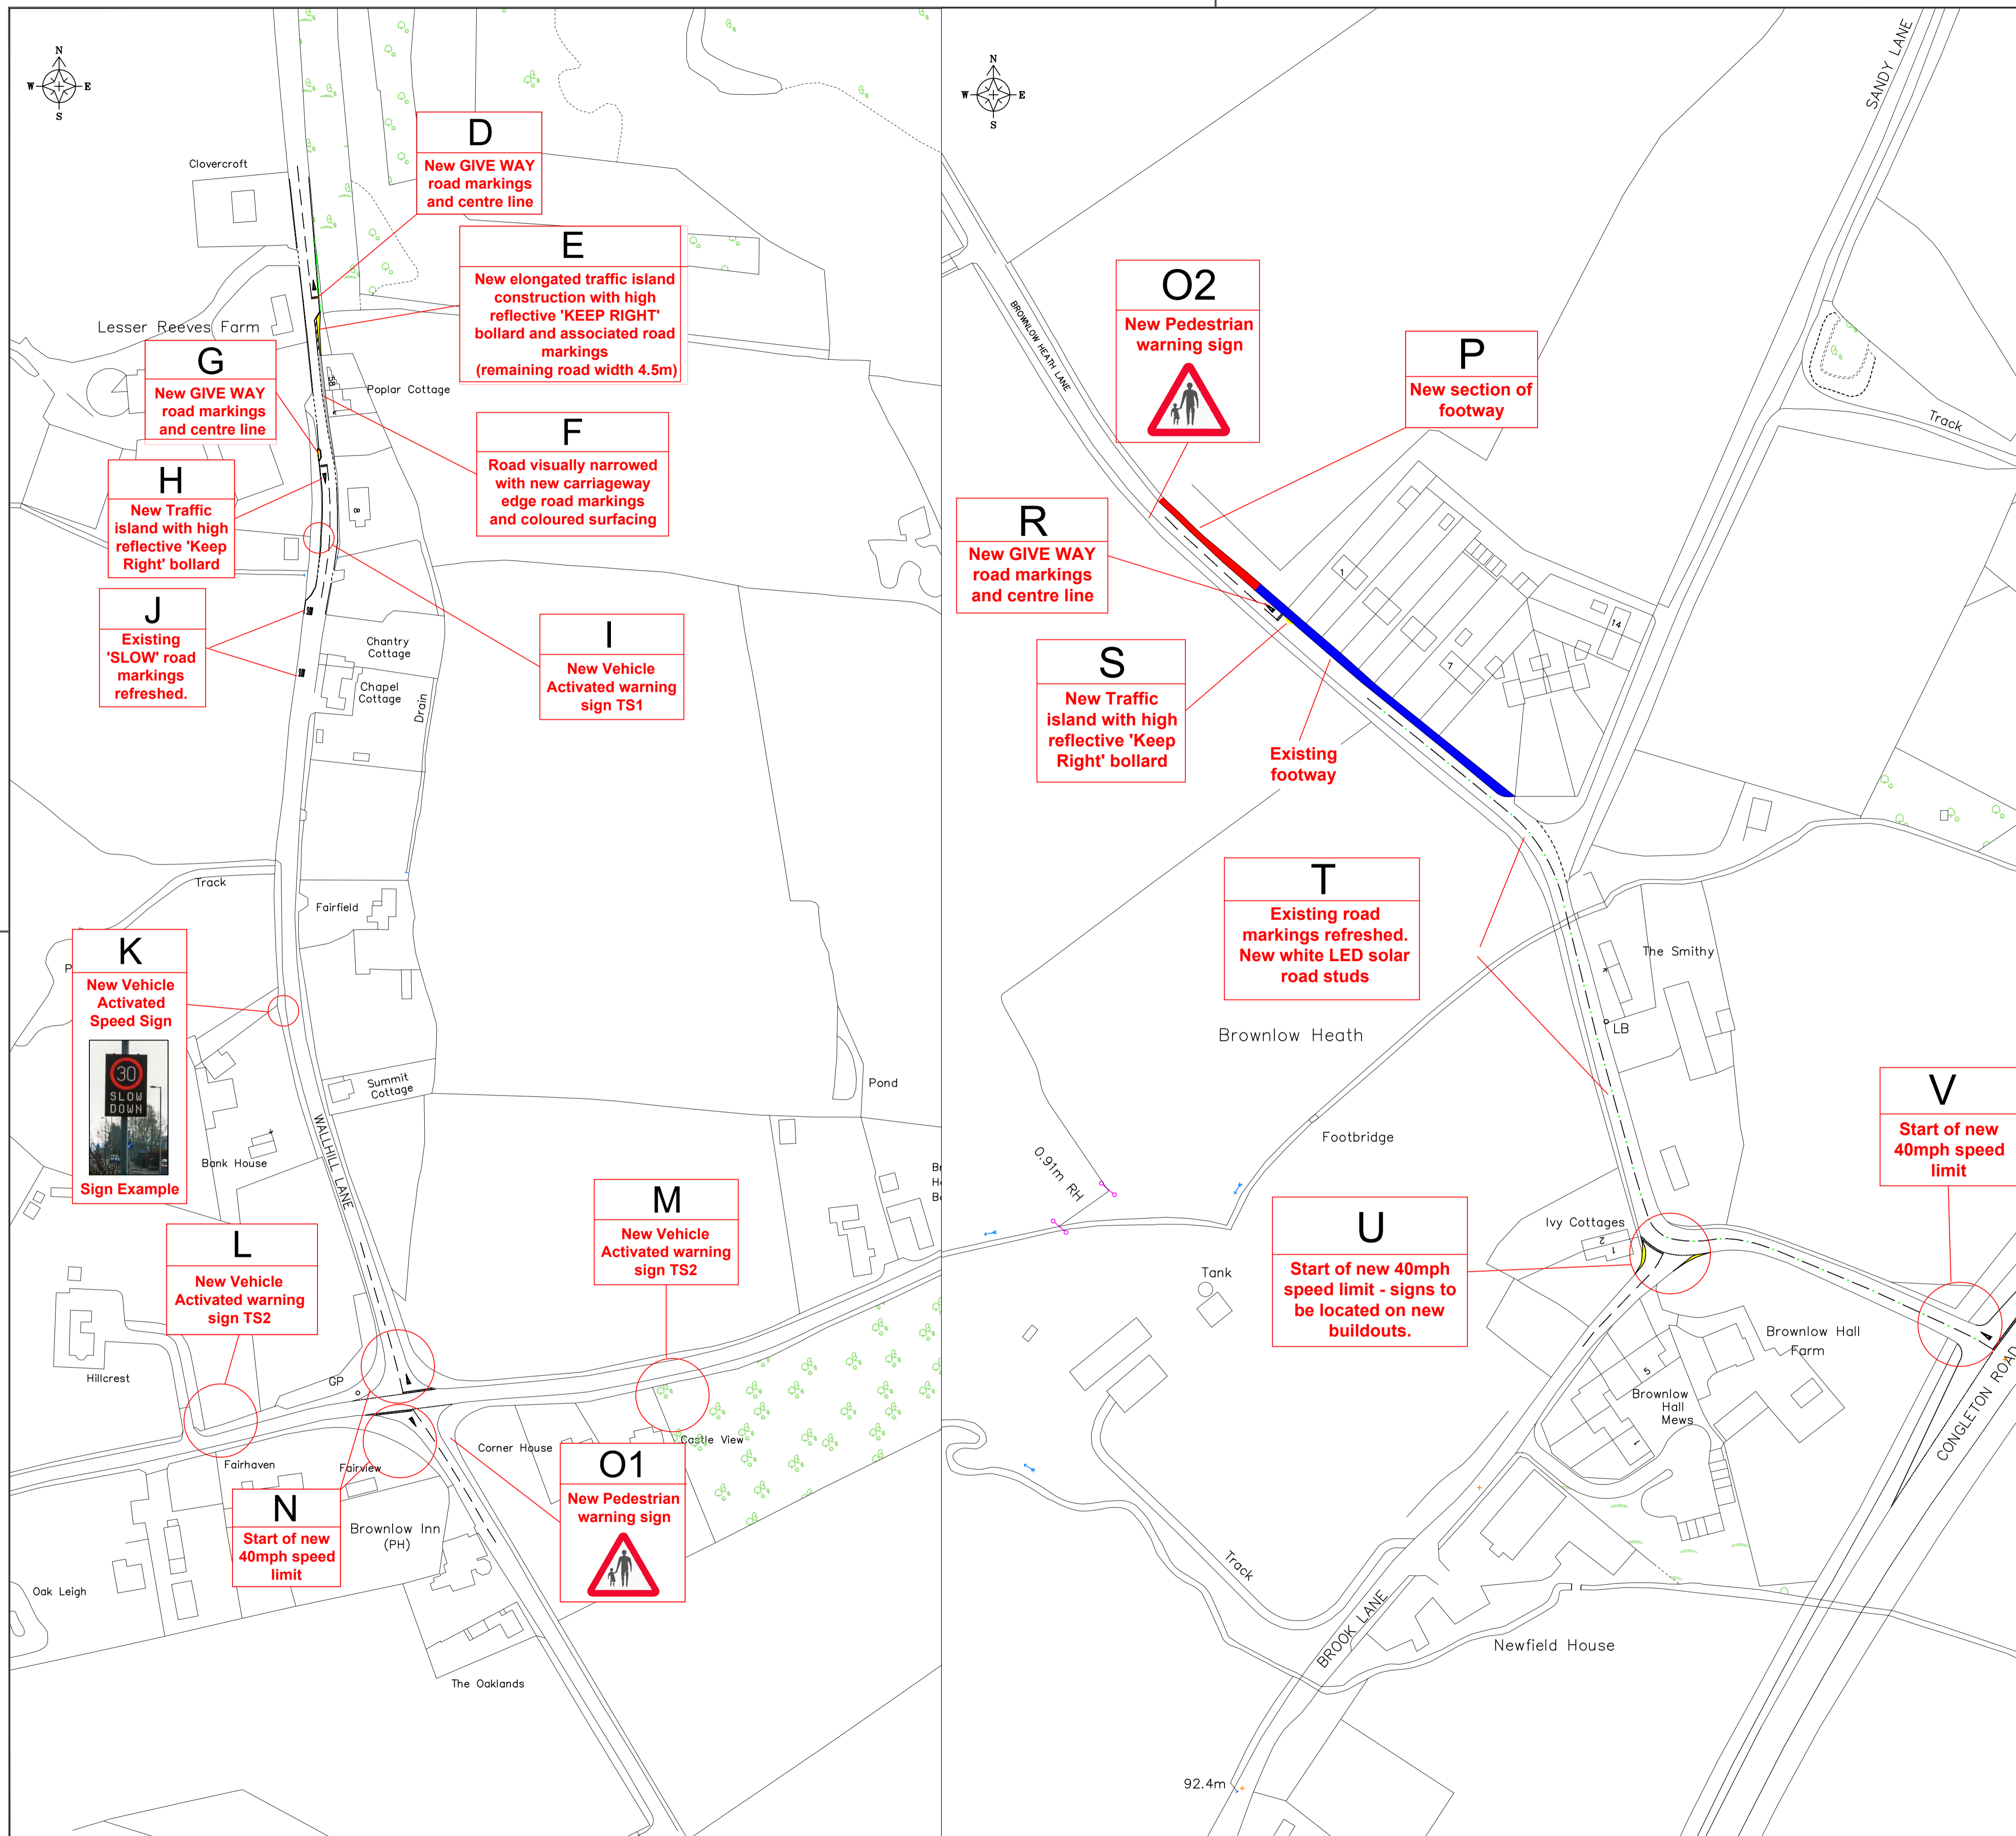 N
W E
S
Clovercroft
D
New GIVE WAY
road markings
and centre line
E
New elongated traffic island
construction with high
reflective 'KEEP RIGHT'
bollard and associated road
markings
(remaining road width 4.5m)
Lesser Reeves Farm
G
New GIVE WAY
road markings
and centre line
58
Poplar Cottage
F
Road visually narrowed
with new carriageway
edge road markings
and coloured surfacing
H
New Traffic
island with high
reflective 'Keep
Right' bollard
8
J
Existing
'SLOW' road
markings
refreshed.
I
New Vehicle
Activated warning
sign TS1
Chantry
Cottage
Chapel
Cottage
Drain
Track
Fairfield
K
New Vehicle
Activated
Speed Sign
30
SLOW
DOWN
Sign Example
P
Summit
Cottage
Pond
WALLHILL LANE
Bank House
Br
H
B
L
New Vehicle
Activated warning
sign TS2
M
New Vehicle
Activated warning
sign TS2
Hillcrest
GP
Corner House
Castle View
Fairhaven
Fairview
N
Start of new
40mph speed
limit
Brownlow Inn
(PH)
O1
New Pedestrian
warning sign
Oak Leigh
The Oaklands
N
W E
S
SANDY LANE
BROWNLOW HEATH LANE
O2
New Pedestrian
warning sign
P
New section of
footway
Track
R
New GIVE WAY
road markings
and centre line
1
14
7
S
New Traffic
island with high
reflective 'Keep
Right' bollard
Existing
footway
T
Existing road
markings refreshed.
New white LED solar
road studs
The Smithy
LB
Brownlow Heath
Footbridge
0.91m RH
V
Start of new
40mph speed
limit
U
Start of new 40mph
speed limit - signs to
be located on new
buildouts.
Ivy Cottages
2
1
Tank
Brownlow Hall
Farm
5
Brownlow
Hall
Mews
1
CONGLETON ROAD
Track
BROOK LANE
Newfield House
92.4m